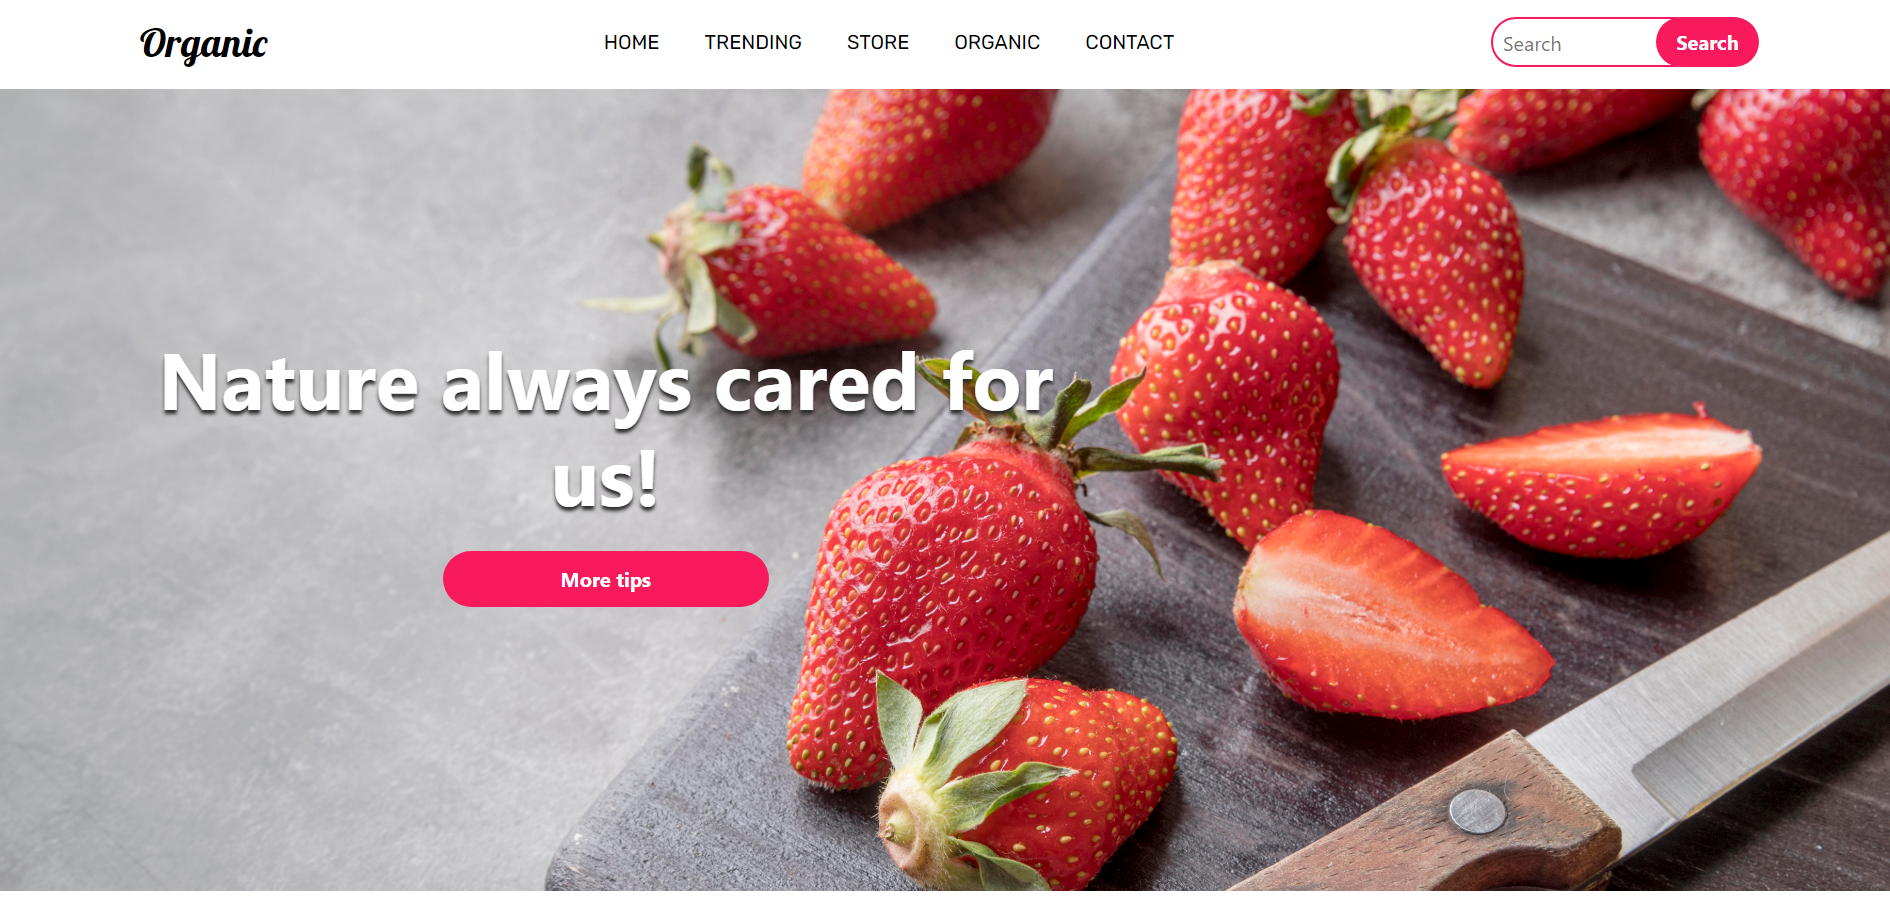 Organic
HOME TRENDING STORE ORGANIC CONTACT
Search Search
Nature always cared for
us!
More tips